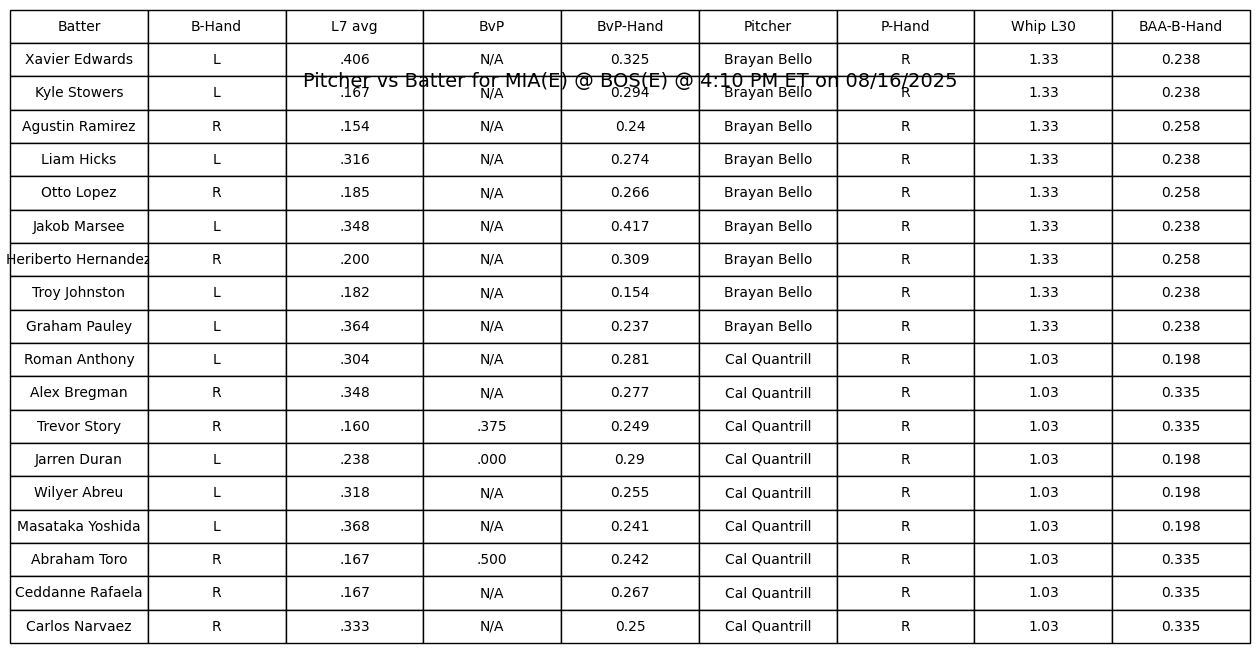 Batter B-Hand L7 avg BvP BvP-Hand Pitcher P-Hand Whip L30 BAA-B-Hand
Xavier Edwards L .406 N/A 0.325 Brayan Bello R 1.33 0.238
Pitcher vs Batter for MIA(E) @ BOS(E) @ 4:10 PM ET on 08/16/2025
Kyle Stowers L .167 N/A 0.294 Brayan Bello R 1.33 0.238
Agustin Ramirez R .154 N/A 0.24 Brayan Bello R 1.33 0.258
Liam Hicks L .316 N/A 0.274 Brayan Bello R 1.33 0.238
Otto Lopez R .185 N/A 0.266 Brayan Bello R 1.33 0.258
Jakob Marsee L .348 N/A 0.417 Brayan Bello R 1.33 0.238
Heriberto Hernandez R .200 N/A 0.309 Brayan Bello R 1.33 0.258
Troy Johnston L .182 N/A 0.154 Brayan Bello R 1.33 0.238
Graham Pauley L .364 N/A 0.237 Brayan Bello R 1.33 0.238
Roman Anthony L .304 N/A 0.281 Cal Quantrill R 1.03 0.198
Alex Bregman R .348 N/A 0.277 Cal Quantrill R 1.03 0.335
Trevor Story R .160 .375 0.249 Cal Quantrill R 1.03 0.335
Jarren Duran L .238 .000 0.29 Cal Quantrill R 1.03 0.198
Wilyer Abreu L .318 N/A 0.255 Cal Quantrill R 1.03 0.198
Masataka Yoshida L .368 N/A 0.241 Cal Quantrill R 1.03 0.198
Abraham Toro R .167 .500 0.242 Cal Quantrill R 1.03 0.335
Ceddanne Rafaela R .167 N/A 0.267 Cal Quantrill R 1.03 0.335
Carlos Narvaez R .333 N/A 0.25 Cal Quantrill R 1.03 0.335